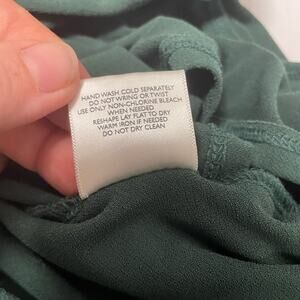 HAND WASH COLD SEPARATELY
DO NOT WRING OR TWIST
USE ONLY NON-CHLORINE BLEACH
WHEN NEEDED
RESHAPE LAY FLAT TO DRY
WARM IRON IF NEEDED
DO NOT DRY CLEAN